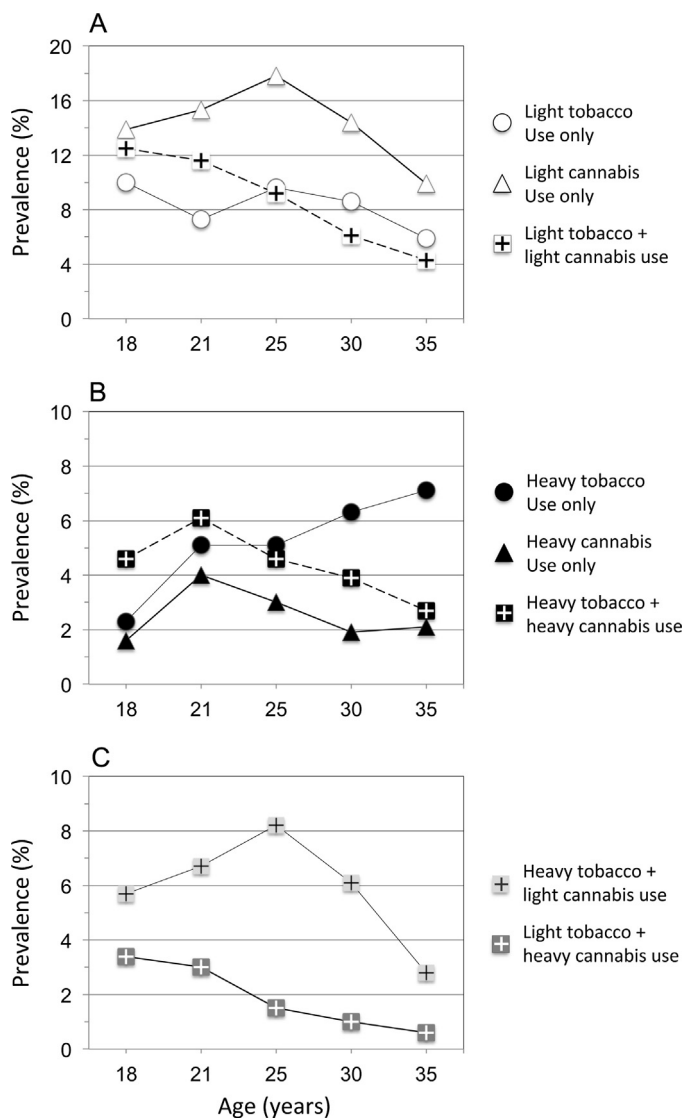 A
20
16
12
8
4
0
Prevalence (%)
18 21 25 30 35
Light tobacco
Use only
Light cannabis
Use only
Light tobacco +
light cannabis use
B
10
8
6
4
2
0
Prevalence (%)
18 21 25 30 35
Heavy tobacco
Use only
Heavy cannabis
Use only
Heavy tobacco +
heavy cannabis use
C
10
8
6
4
2
0
Prevalence (%)
18 21 25 30 35
Age (years)
Heavy tobacco +
light cannabis use
Light tobacco +
heavy cannabis use